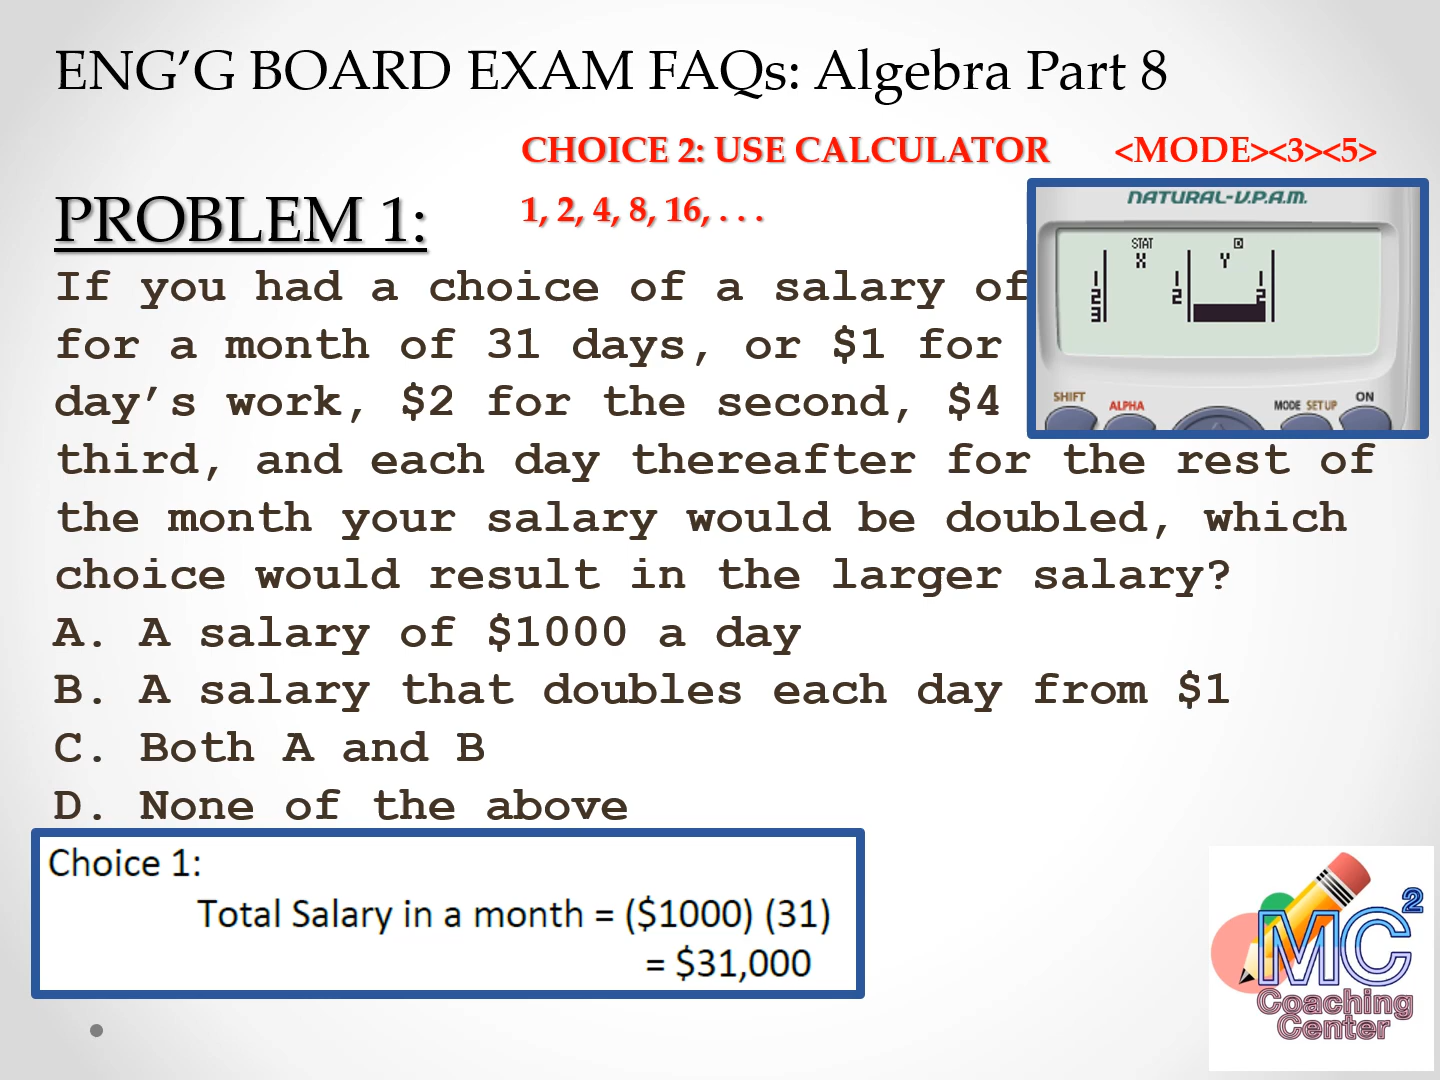 ENG’G BOARD EXAM FAQs: Algebra Part 8
CHOICE 2: USE CALCULATOR <MODE><3><5>
PROBLEM 1:
1, 2, 4, 8, 16, . . .
If you had a choice of a salary of
for a month of 31 days, or $1 for
day’s work, $2 for the second, $4
third, and each day thereafter for the rest of
the month your salary would be doubled, which
choice would result in the larger salary?
A. A salary of $1000 a day
B. A salary that doubles each day from $1
C. Both A and B
D. None of the above
NATURAL-V.P.A.M.
STAT D
X Y
1 1 1
2 2 2
3
SHIFT ALPHA MODE SETUP ON
Choice 1:
Total Salary in a month = ($1000) (31)
= $31,000
MC2
Coaching
Center